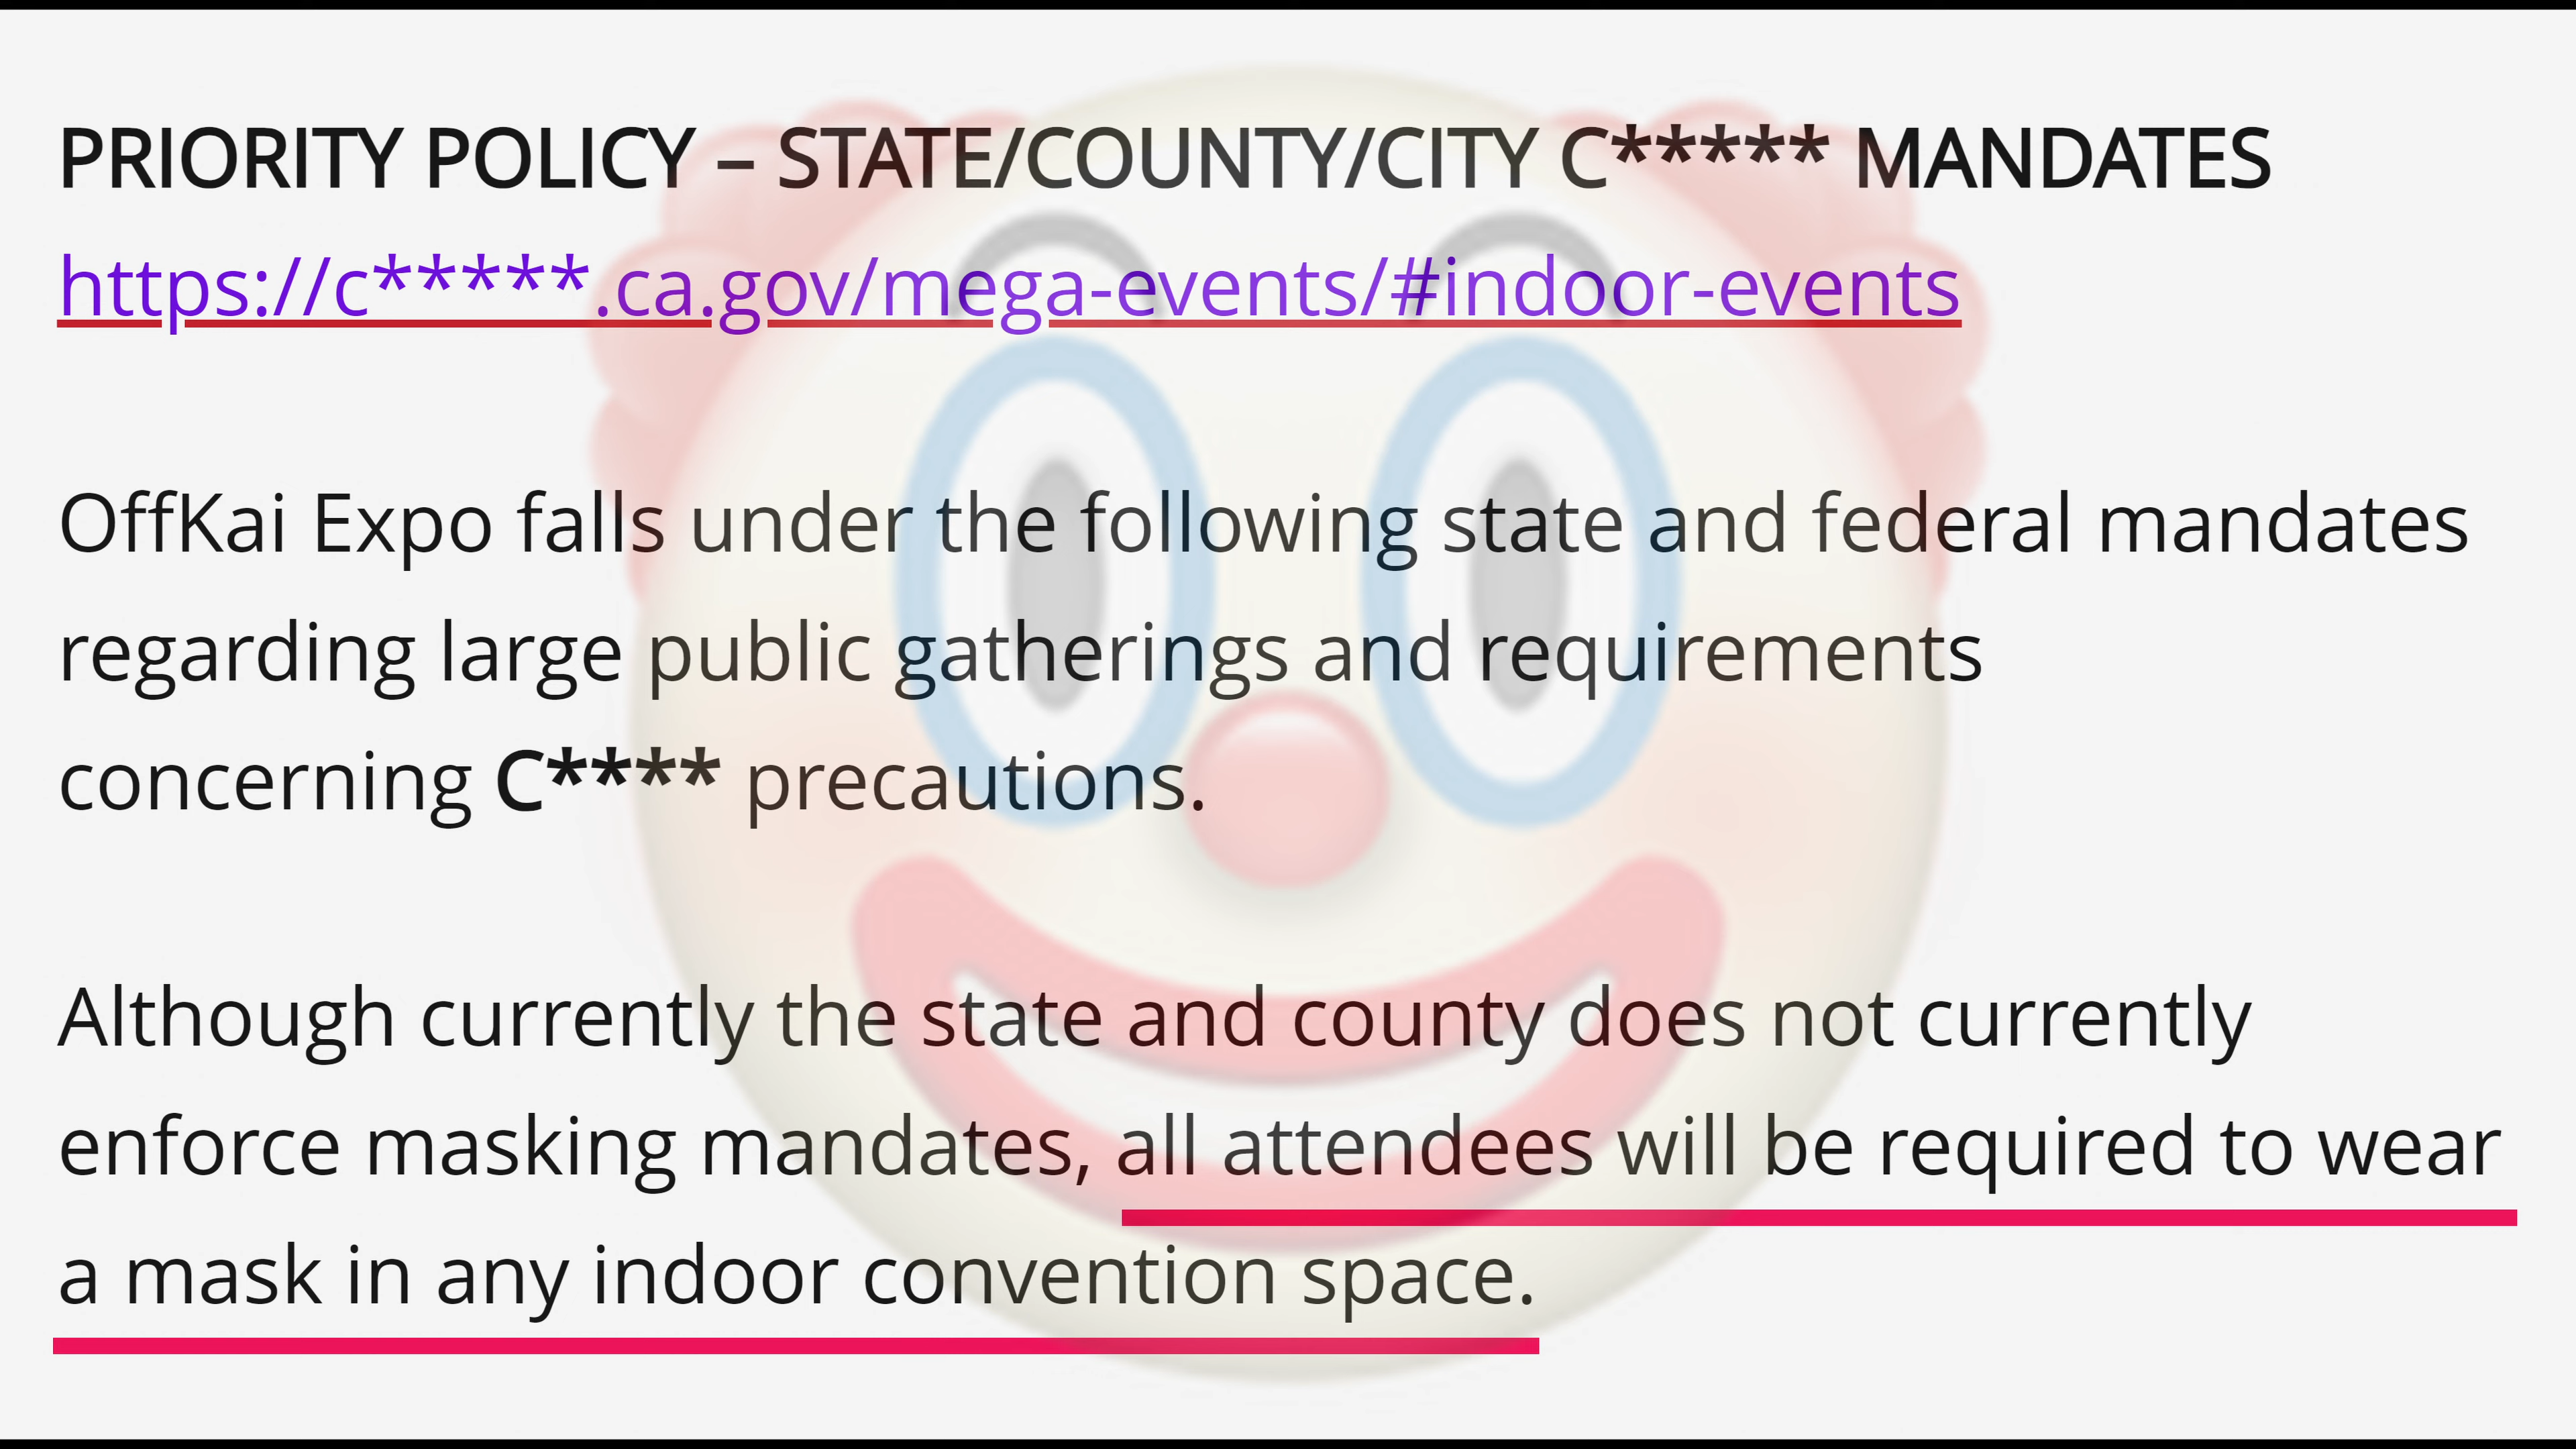 PRIORITY POLICY – STATE/COUNTY/CITY C***** MANDATES
https://c*****.ca.gov/mega-events/#indoor-events
OffKai Expo falls under the following state and federal mandates
regarding large public gatherings and requirements
concerning C**** precautions.
Although currently the state and county does not currently
enforce masking mandates, all attendees will be required to wear
a mask in any indoor convention space.